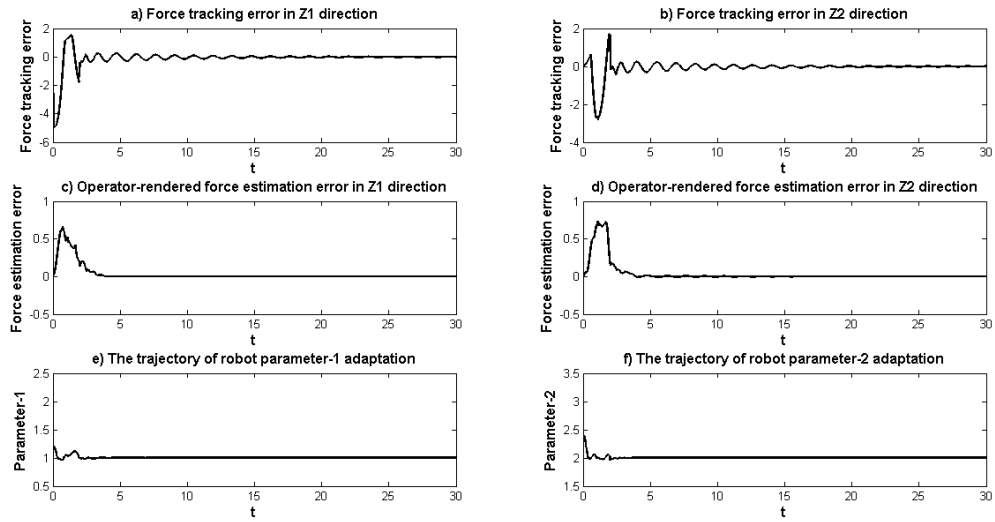 a) Force tracking error in Z1 direction
Force tracking error
2
0
-2
-4
-6
0 5 10 15 20 25 30
t
b) Force tracking error in Z2 direction
Force tracking error
2
0
-2
-4
0 5 10 15 20 25 30
t
c) Operator-rendered force estimation error in Z1 direction
Force estimation error
1
0.5
0
-0.5
0 5 10 15 20 25 30
t
d) Operator-rendered force estimation error in Z2 direction
Force estimation error
1
0.5
0
-0.5
0 5 10 15 20 25 30
t
e) The trajectory of robot parameter-1 adaptation
Parameter-1
2.5
2
1.5
1
0.5
0 5 10 15 20 25 30
t
f) The trajectory of robot parameter-2 adaptation
Parameter-2
3.5
3
2.5
2
1.5
0 5 10 15 20 25 30
t